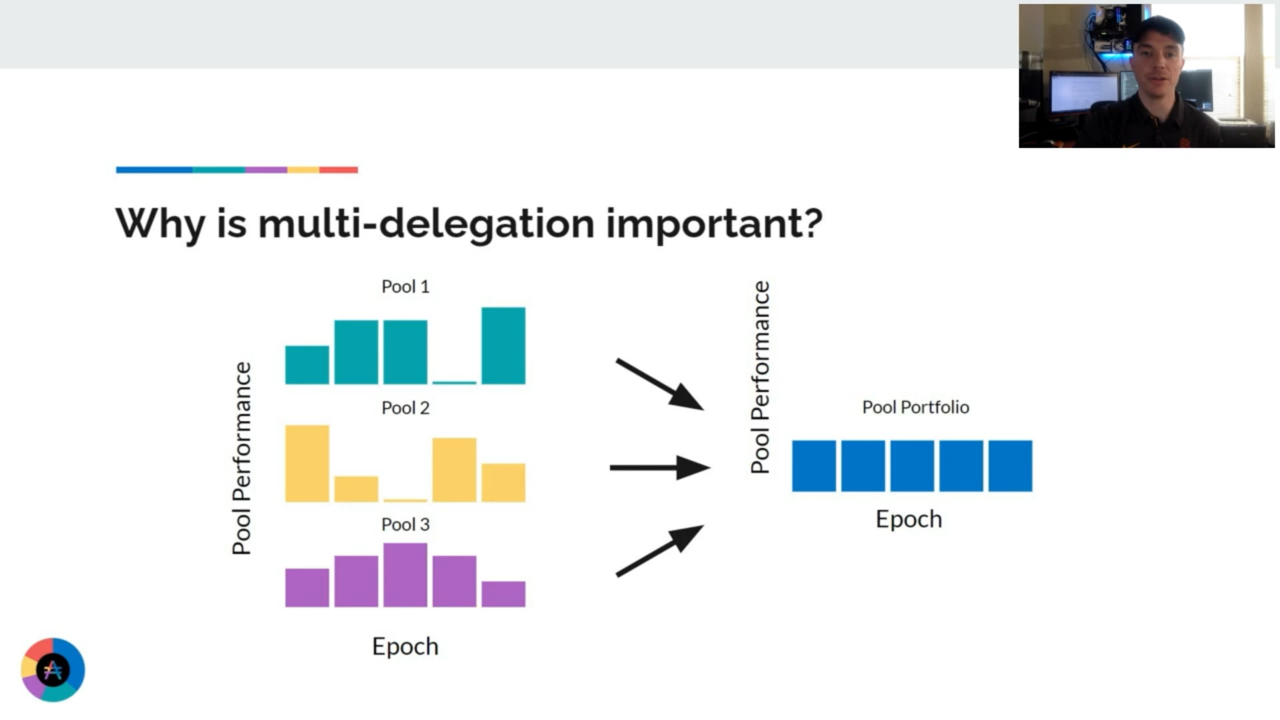 Why is multi-delegation important?
Pool 1
Pool 2
Pool 3
Pool Performance
Epoch
Pool Performance
Pool Portfolio
Epoch